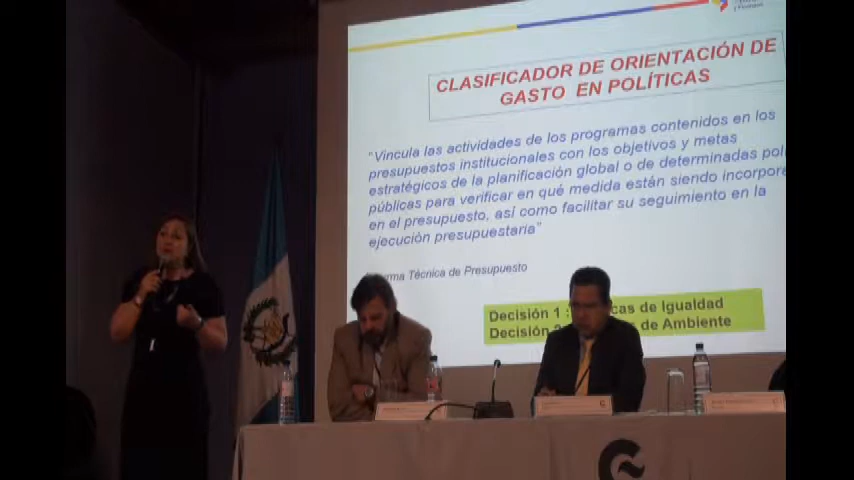 CLASIFICADOR DE ORIENTACIÓN DE
GASTO EN POLÍTICAS
"Vincula las actividades de los programas contenidos en los
presupuestos institucionales con los objetivos y metas
estratégicos de la planificación global o de determinadas
públicas para verificar en qué medida están siendo
en el presupuesto, así como facilitar su seguimiento en la
ejecución presupuestaria"
Técnica de Presupuesto
Decisión 1 : de Igualdad
Decisión de Ambiente